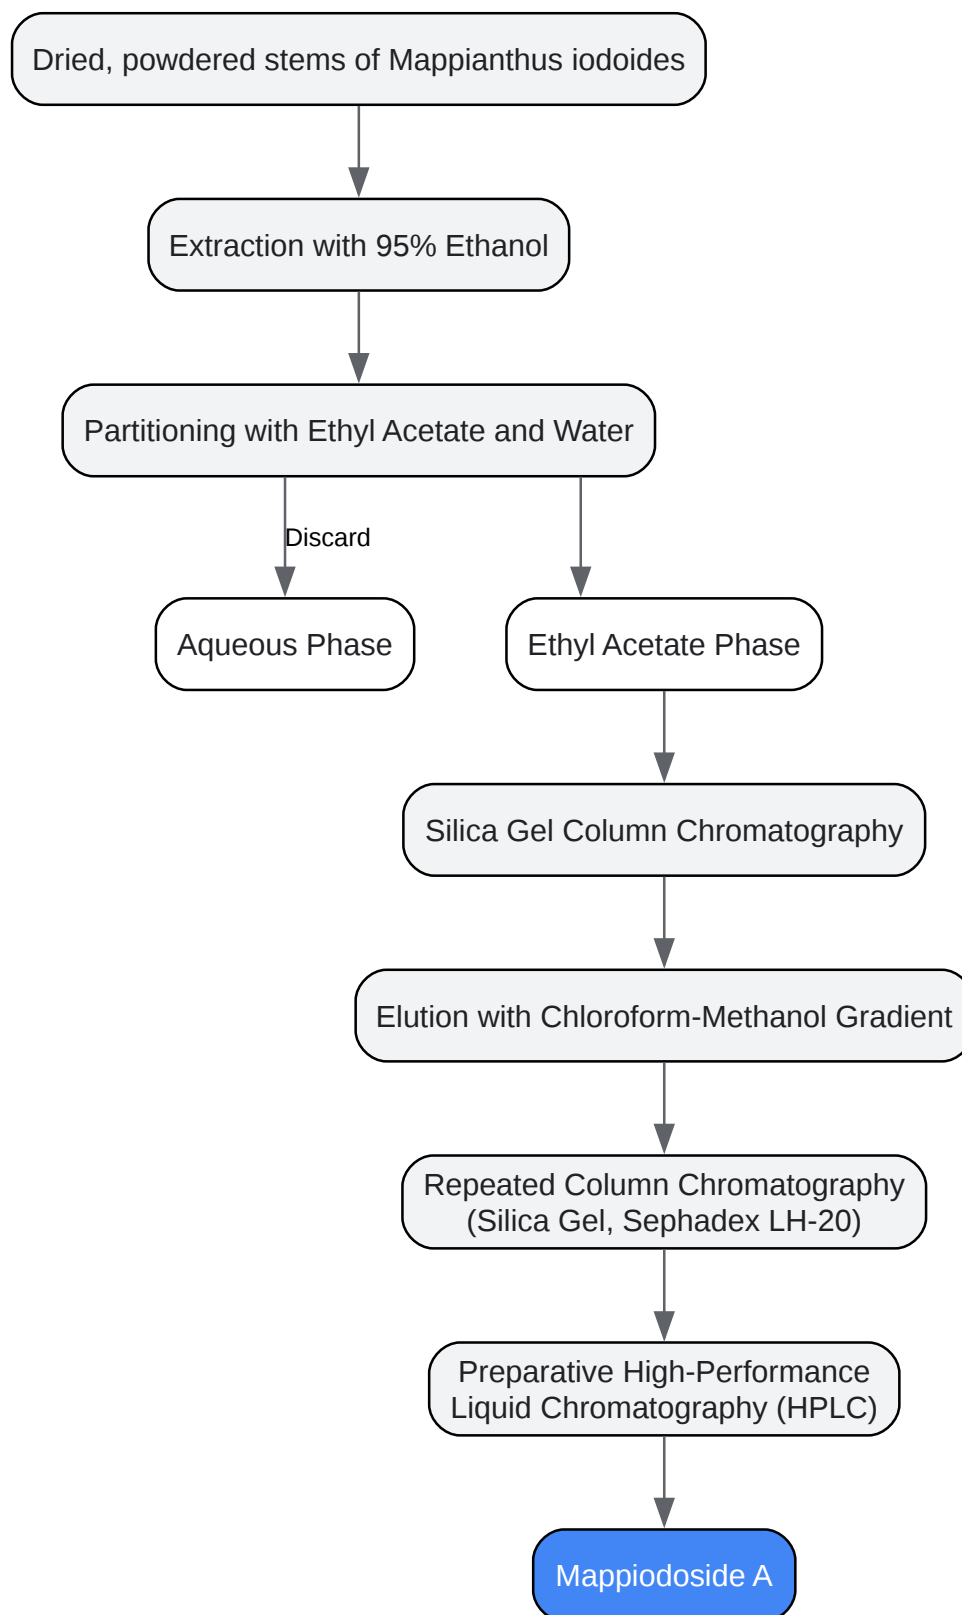 Dried, powdered stems of Mappianthus iodoides
Extraction with 95% Ethanol
Partitioning with Ethyl Acetate and Water
Discard
Aqueous Phase
Ethyl Acetate Phase
Silica Gel Column Chromatography
Elution with Chloroform-Methanol Gradient
Repeated Column Chromatography
(Silica Gel, Sephadex LH-20)
Preparative High-Performance
Liquid Chromatography (HPLC)
Mappiodoside A